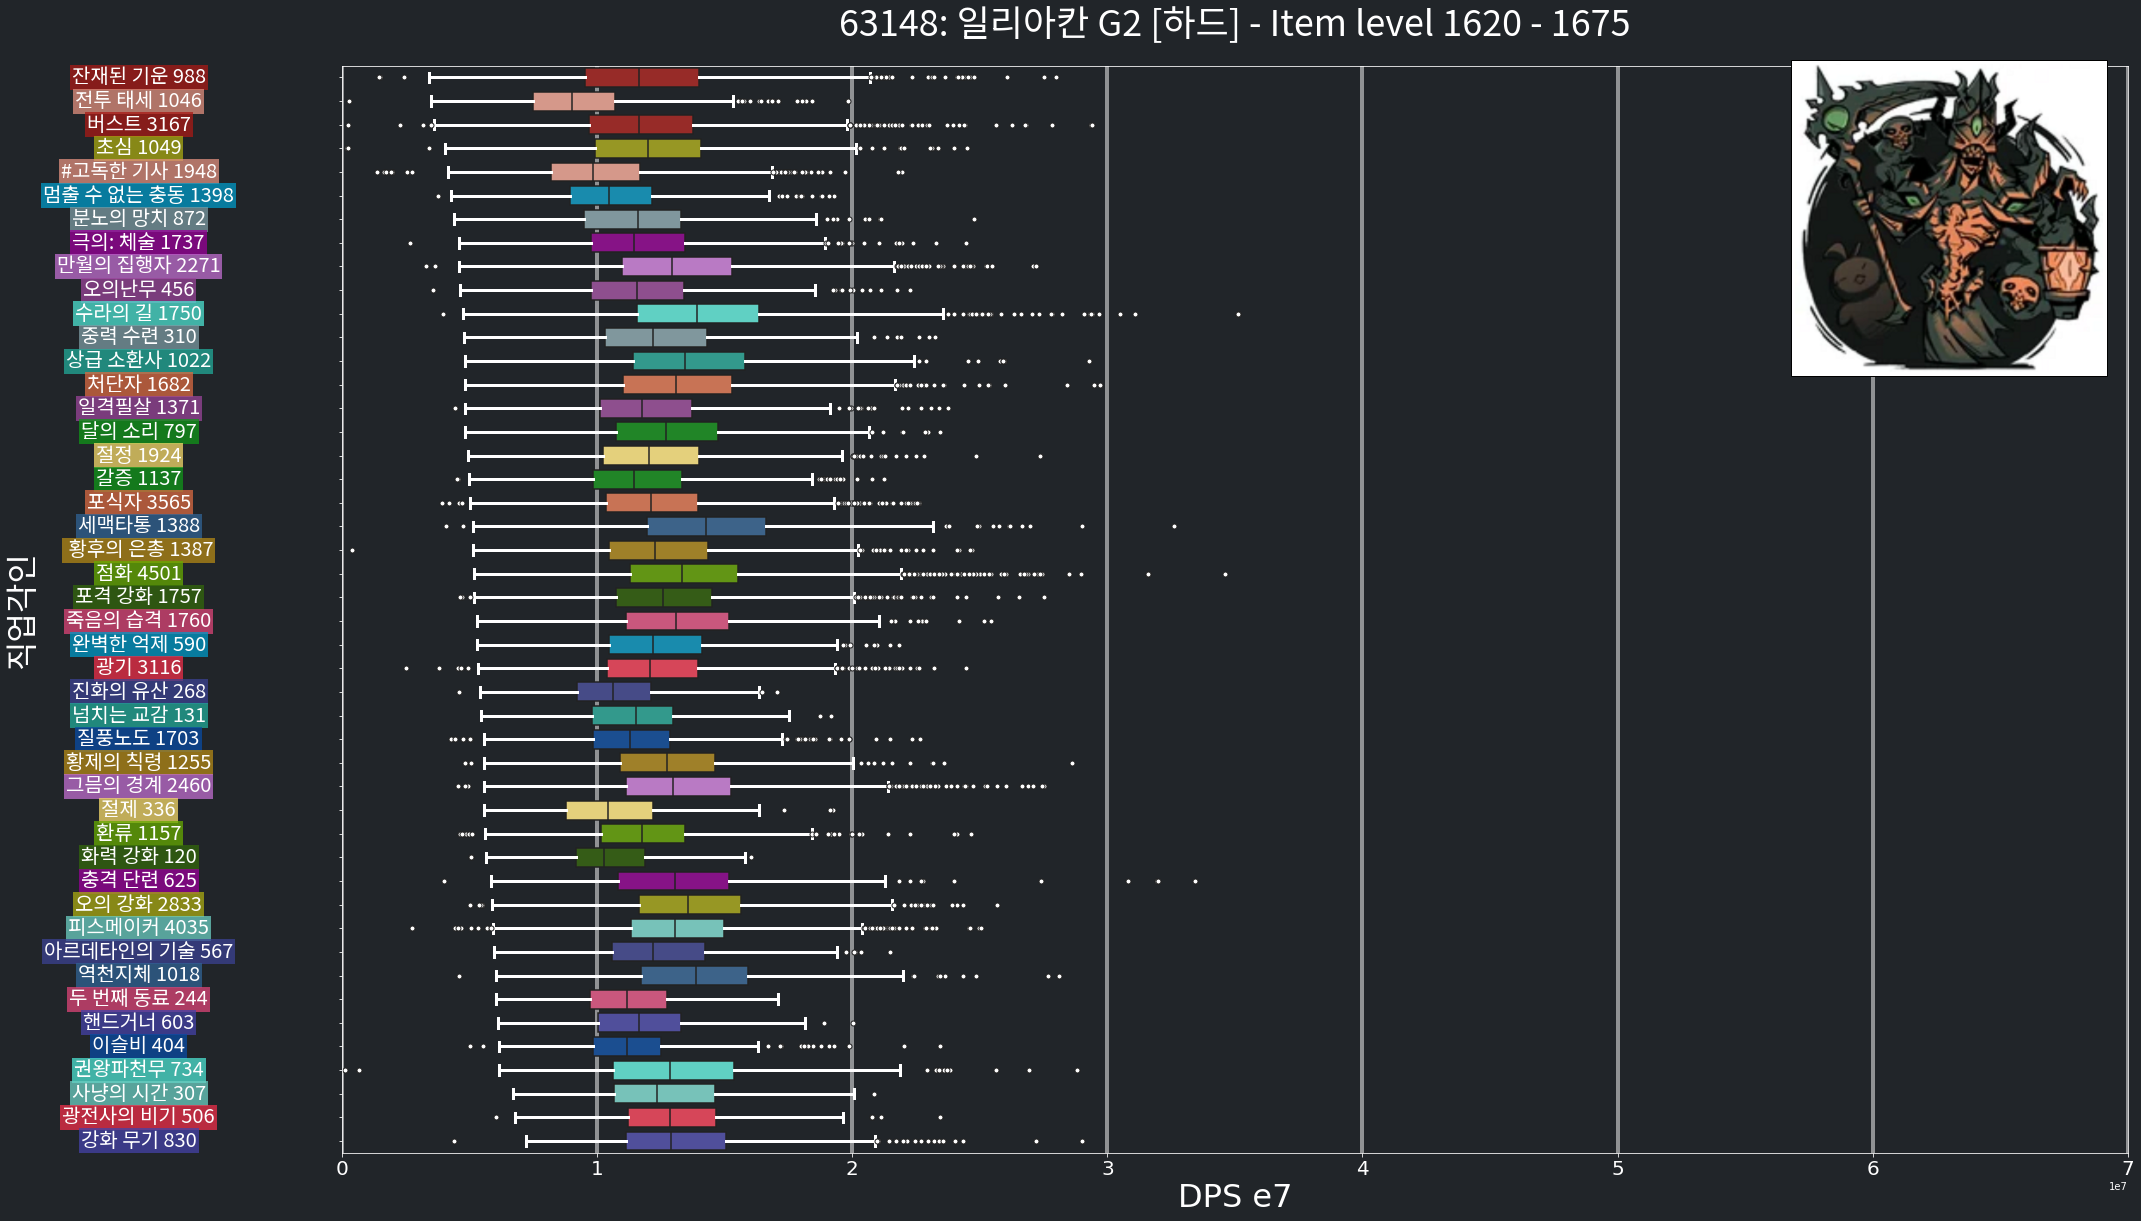 63148: 일리아칸 G2 [하드] - Item level 1620 - 1675
직업각인
잔재된 기운 988
전투 태세 1046
버스트 3167
초심 1049
#고독한 기사 1948
멈출 수 없는 충동 1398
분노의 망치 872
극의: 체술 1737
만월의 집행자 2271
오의난무 456
수라의 길 1750
중력 수련 310
상급 소환사 1022
처단자 1682
일격필살 1371
달의 소리 797
절정 1924
갈증 1137
포식자 3565
세맥타통 1388
황후의 은총 1387
점화 4501
포격 강화 1757
죽음의 습격 1760
완벽한 억제 590
광기 3116
진화의 유산 268
넘치는 교감 131
질풍노도 1703
황제의 칙령 1255
그믐의 경계 2460
절제 336
환류 1157
화력 강화 120
충격 단련 625
오의 강화 2833
피스메이커 4035
아르데타인의 기술 567
역천지체 1018
두 번째 동료 244
핸드거너 603
이슬비 404
권왕파천무 734
사냥의 시간 307
광전사의 비기 506
강화 무기 830
0 1 2 3 4 5 6 7
1e7
DPS e7